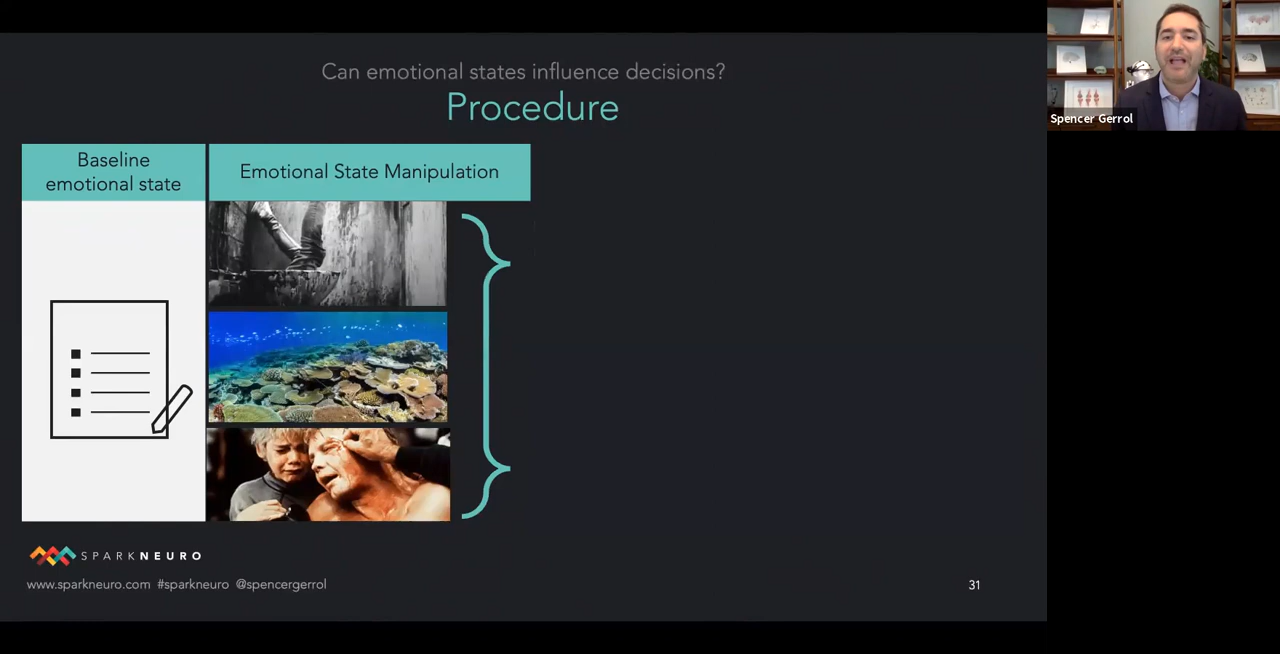 Can emotional states influence decisions?
Procedure
Baseline
emotional state
Emotional State Manipulation
SPARKNEURO
www.sparkneuro.com #sparkneuro @spencergerrol
31
Spencer Gerrol